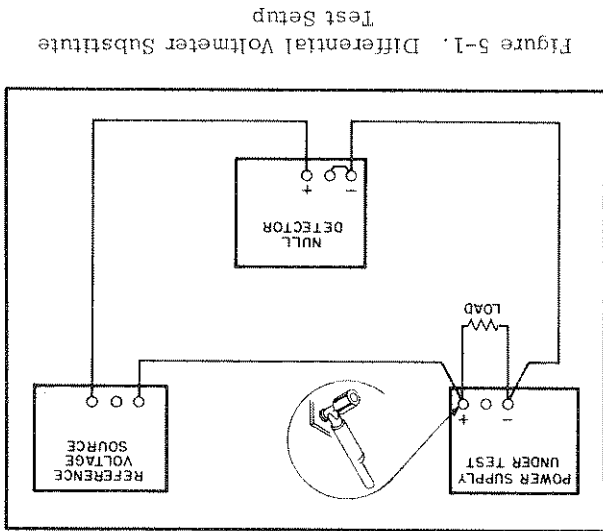 POWER SUPPLY
UNDER TEST
− +
REFERENCE
VOLTAGE
SOURCE
LOAD
NULL
DETECTOR
− +
Figure 5-1. Differential Voltmeter Substitute
Test Setup